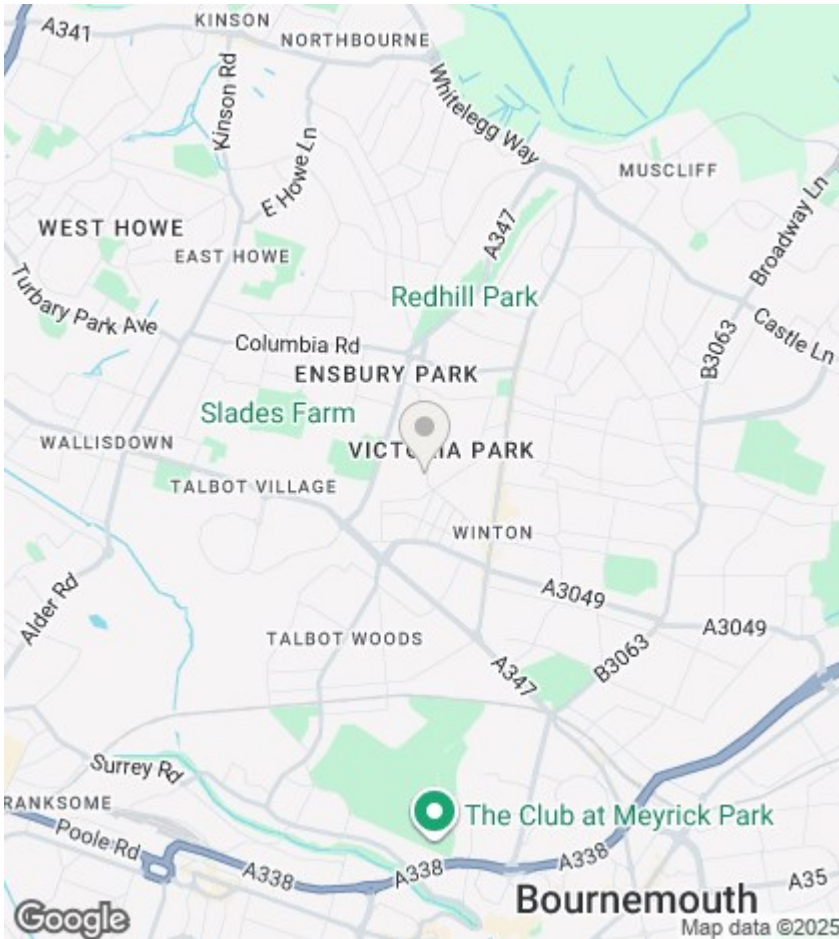 KINSON
A341
NORTHBOURNE
Kinson Rd
Whitelegg Way
E Howe Ln
MUSCLIFF
Broadway Ln
WEST HOWE
A347
EAST HOWE
Turbary Park Ave
Redhill Park
Castle Ln
Columbia Rd
B3063
ENSBURY PARK
Slades Farm
WALLISDOWN
VICT RIA PARK
TALBOT VILLAGE
WINTON
Alder Rd
A3049
TALBOT WOODS
A3049
A347
B3063
Surrey Rd
RANKSOME
The Club at Meyrick Park
Poole Rd
A338
A338
A338
A35
Bournemouth
Google
Map data ©2025